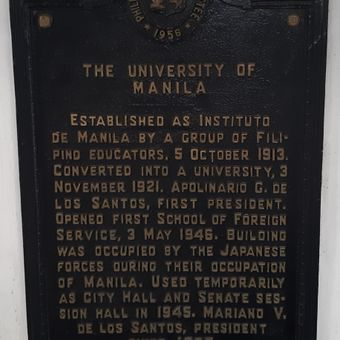 1956
THE UNIVERSITY OF
MANILA
ESTABLISHED AS INSTITUTO
DE MANILA BY A GROUP OF FILI-
PINO EDUCATORS, 5 OCTOBER 1913.
CONVERTED INTO A UNIVERSITY, 3
NOVEMBER 1921. APOLINARIO G. DE
LOS SANTOS, FIRST PRESIDENT.
OPENED FIRST SCHOOL OF FOREIGN
SERVICE, 3 MAY 1946. BUILDING
WAS OCCUPIED BY THE JAPANESE
FORCES DURING THEIR OCCUPATION
OF MANILA. USED TEMPORARILY
AS CITY HALL AND SENATE SES-
SION HALL IN 1945. MARIANO V.
DE LOS SANTOS, PRESIDENT